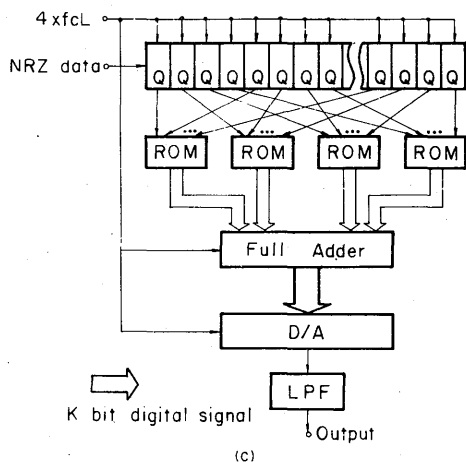 4xfcL
NRZ data
Q Q Q Q Q Q Q Q Q Q Q Q
... ... ... ...
ROM ROM ROM ROM
Full Adder
D/A
LPF
K bit digital signal
Output
(c)